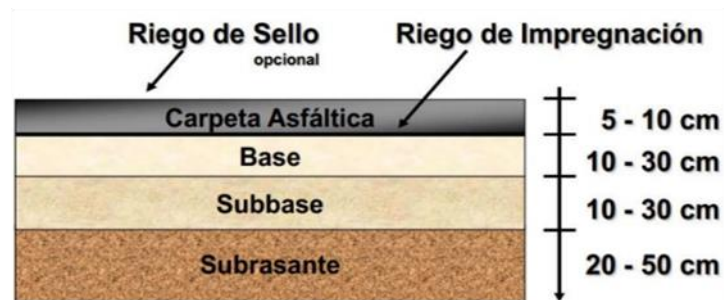 Riego de Sello
opcional
Riego de Impregnación
Carpeta Asfáltica
5 - 10 cm
Base
10 - 30 cm
Subbase
10 - 30 cm
Subrasante
20 - 50 cm